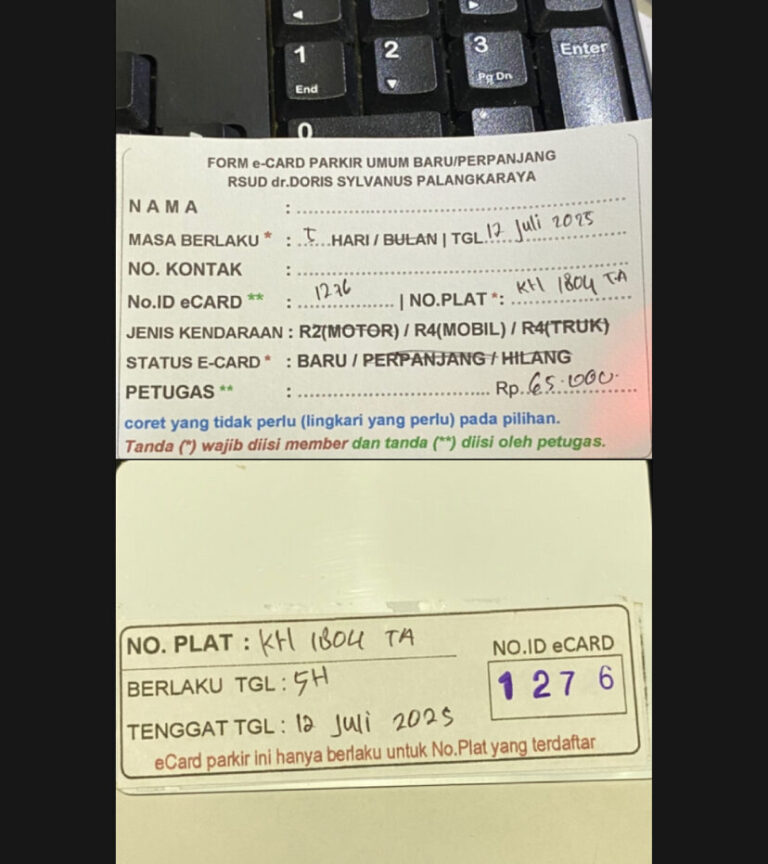 1
End
2
3
Pg Dn
Enter
0
FORM e-CARD PARKIR UMUM BARU/PERPANJANG
RSUD dr.DORIS SYLVANUS PALANGKARAYA
NAMA :
MASA BERLAKU * : 5 HARI / BULAN | TGL 12 Juli 2025
NO. KONTAK :
No.ID eCARD ** : 1276 | NO.PLAT *: KH 1804 TA
JENIS KENDARAAN : R2(MOTOR) / R4(MOBIL) / R4(TRUK)
STATUS E-CARD * : BARU / PERPANJANG / HILANG
PETUGAS ** : Rp. 65.000.
coret yang tidak perlu (lingkari yang perlu) pada pilihan.
Tanda (*) wajib diisi member dan tanda (**) diisi oleh petugas.
NO. PLAT : KH 1804 TA
NO.ID eCARD
1276
BERLAKU TGL : 5H
TENGGAT TGL : 12 Juli 2025
eCard parkir ini hanya berlaku untuk No.Plat yang terdaftar